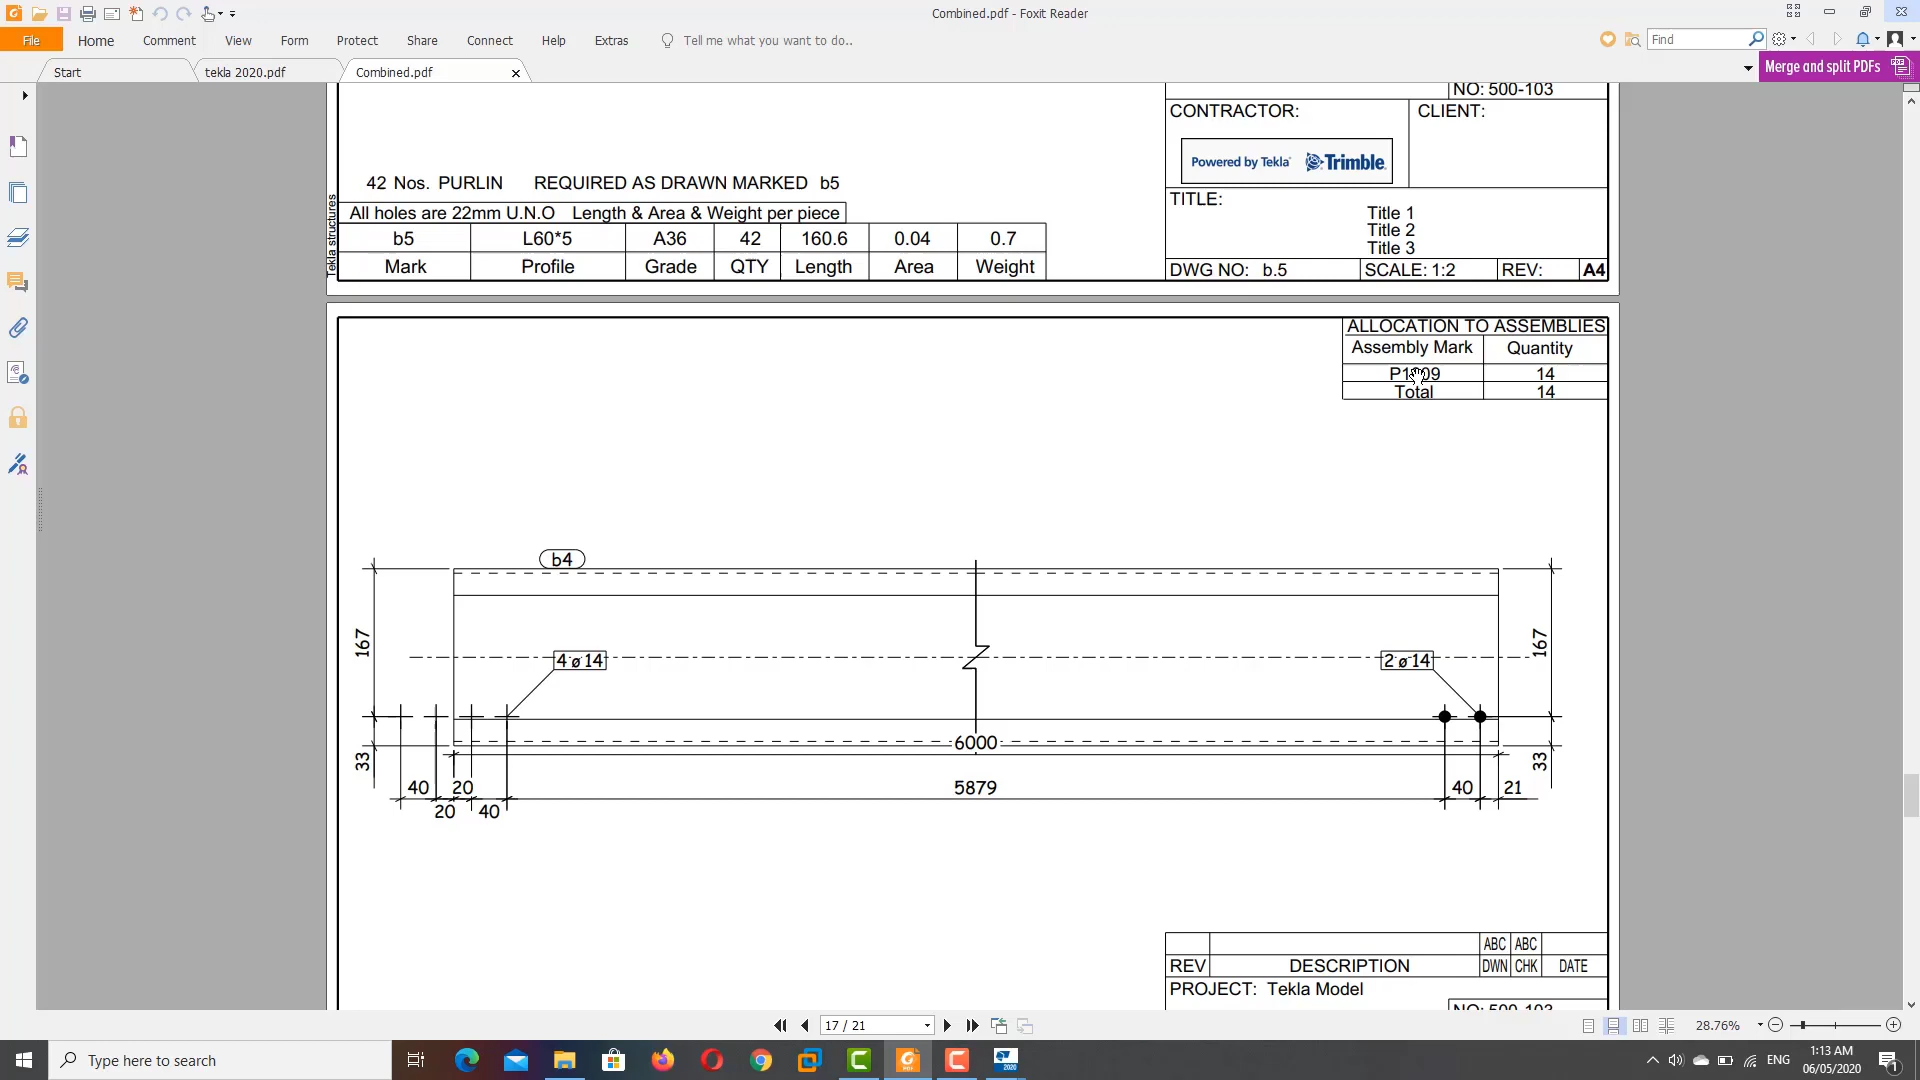 Combined.pdf - Foxit Reader
File Home Comment View Form Protect Share Connect Help Extras Tell me what you want to do.. Find
Start tekla 2020.pdf Combined.pdf Merge and split PDFs
NO: 500-103
CONTRACTOR: CLIENT:
Powered by Tekla Trimble
42 Nos. PURLIN REQUIRED AS DRAWN MARKED b5
TITLE:
Title 1
Title 2
Title 3
All holes are 22mm U.N.O Length & Area & Weight per piece
Tekla structures
b5 L60*5 A36 42 160.6 0.04 0.7
Mark Profile Grade QTY Length Area Weight
DWG NO: b.5 SCALE: 1:2 REV: A4
ALLOCATION TO ASSEMBLIES
Assembly Mark Quantity
14
Total 14
b4
167 167
4 ø 14 2 ø 14
6000
33 33
40 20 5879 40 21
20 40
ABC ABC
REV DESCRIPTION DWN CHK DATE
PROJECT: Tekla Model
NO: 500-103
17 / 21 28.76%
Type here to search
2020
ENG
1:13 AM
06/05/2020
1